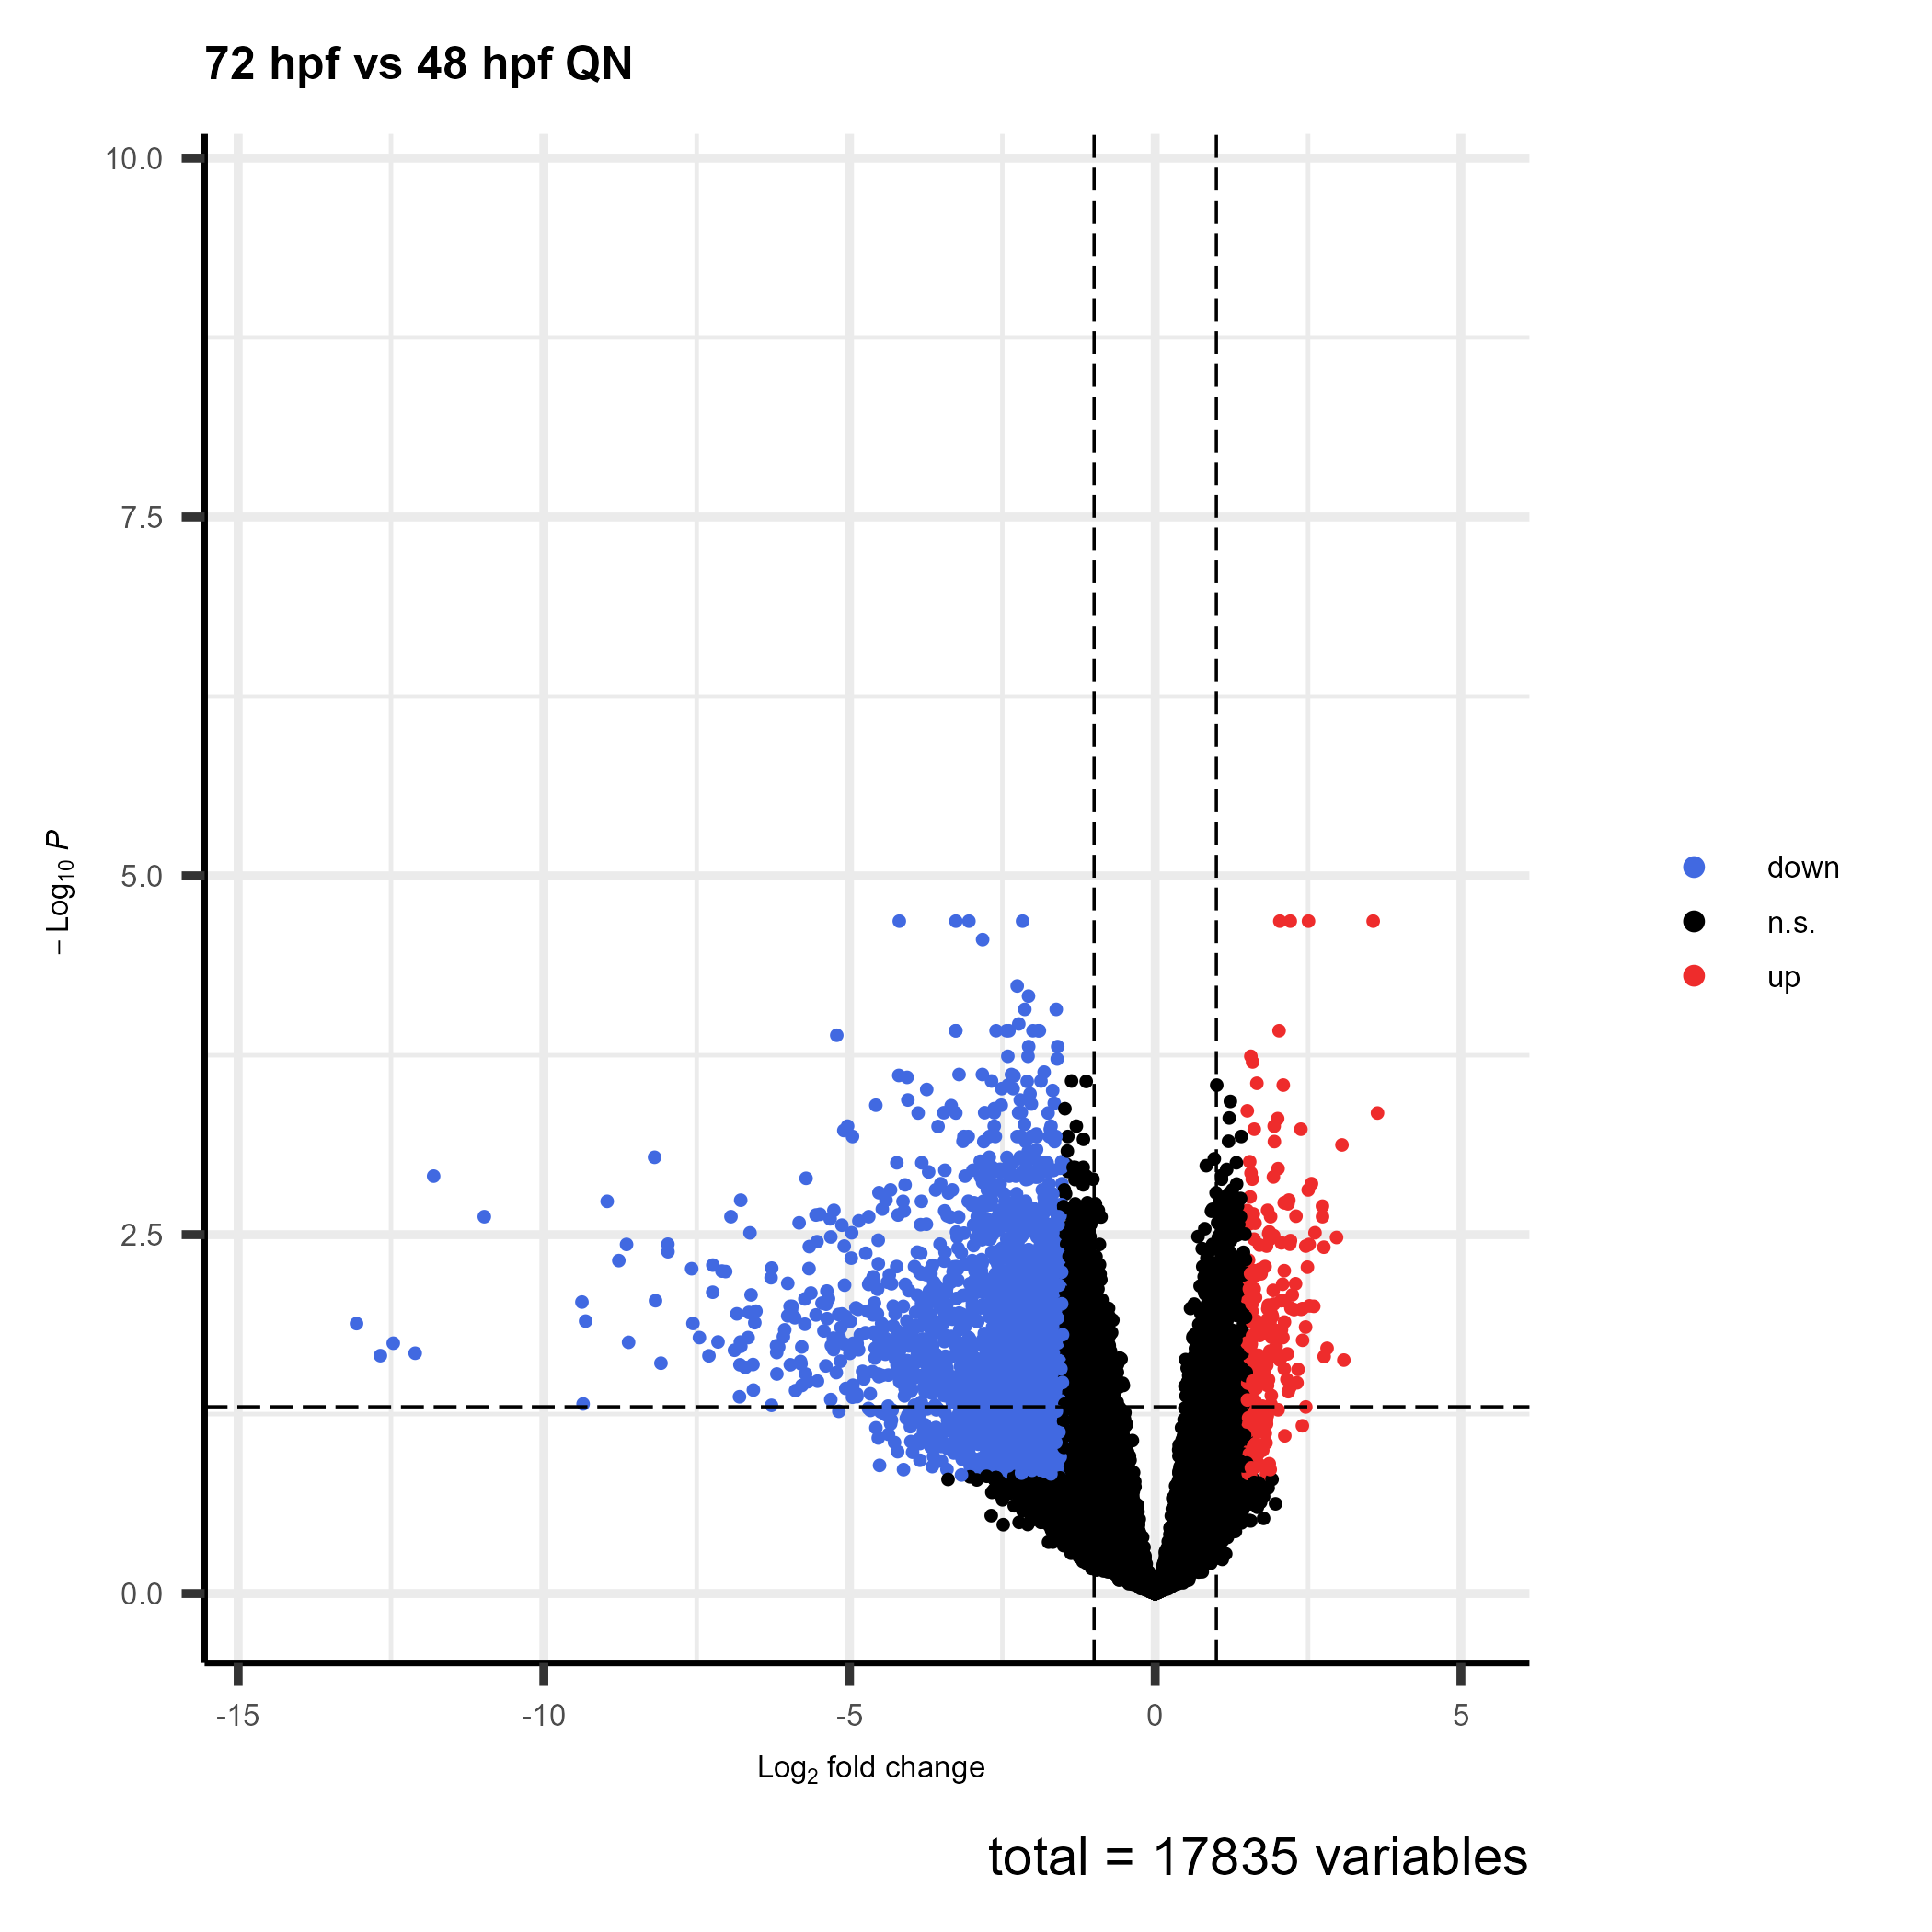 72 hpf vs 48 hpf QN
10.0
7.5
5.0
2.5
0.0
– Log₁₀ P
-15
-10
-5
0
5
Log₂ fold change
down
n.s.
up
total = 17835 variables